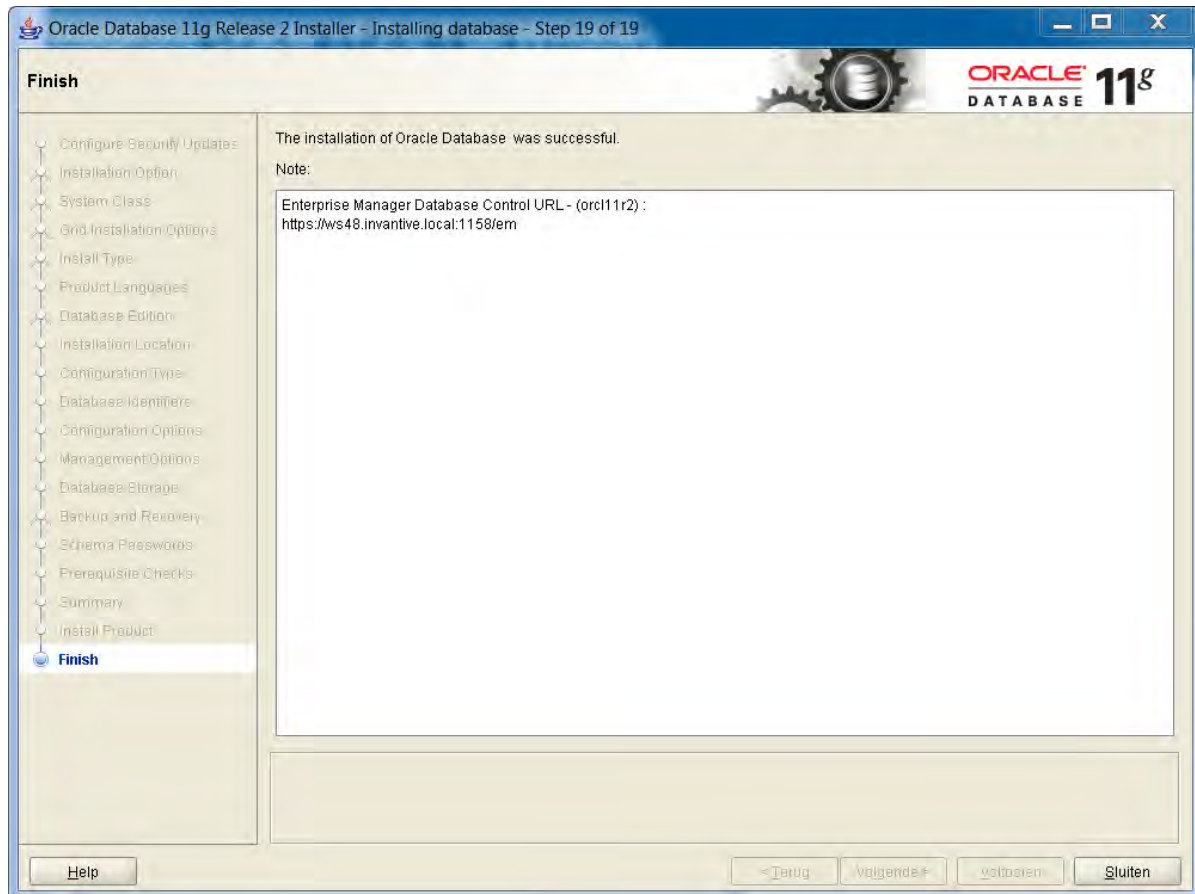 Oracle Database 11g Release 2 Installer - Installing database - Step 19 of 19
Finish
ORACLE
DATABASE
11g
Configure Security Updates
Installation Option
System Class
Grid Installation Options
Install Type
Product Languages
Database Edition
Installation Location
Configuration Type
Database Identifiers
Configuration Options
Management Options
Database Storage
Backup and Recovery
Schema Passwords
Prerequisite Checks
Summary
Install Product
Finish
The installation of Oracle Database was successful.
Note:
Enterprise Manager Database Control URL - (orcl11r2) :
https://ws48.invantive.local:1158/em
Help
< Terug
Volgende >
Voltooien
Sluiten